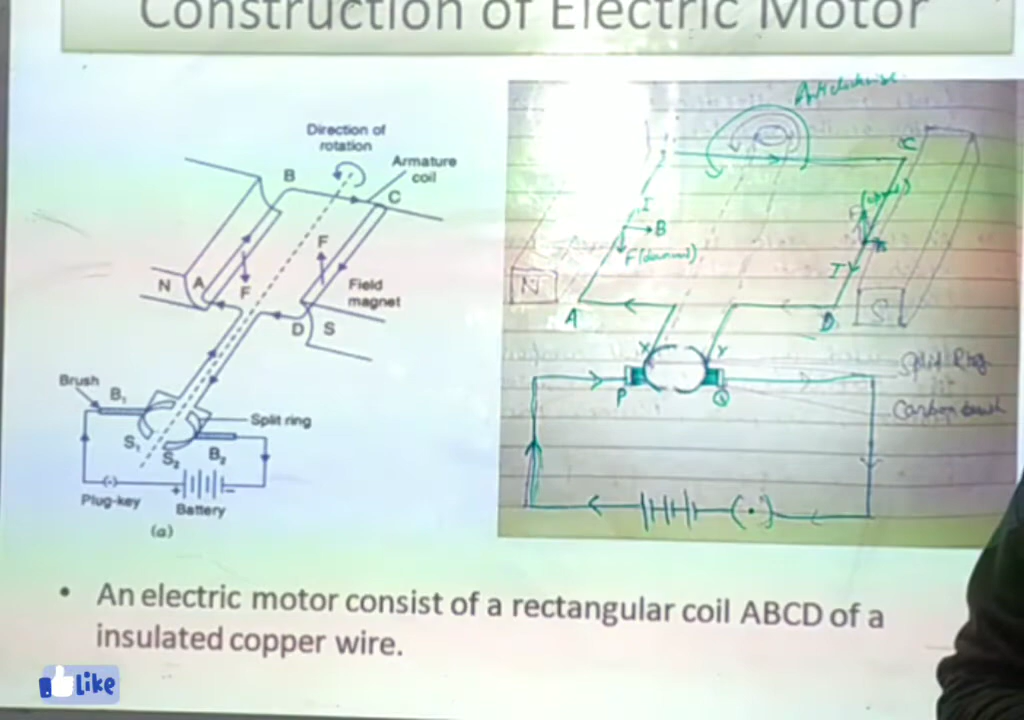 Construction of Electric Motor
Direction of
rotation
Armature
coil
B
C
F
N
A
F
Field
magnet
D
S
Brush
B₁
Split ring
S₁
S₂
B₂
+
-
Plug-key
Battery
(a)
Anticlockwise
C
I
B
F(downward)
F
I
N
A
D
S
X
Y
P
Q
Split Ring
Carbon brush
• An electric motor consist of a rectangular coil ABCD of a
insulated copper wire.
Like